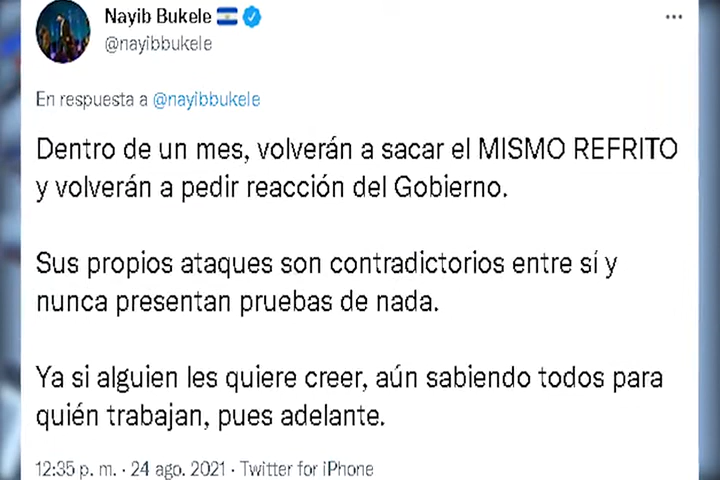 Nayib Bukele
@nayibbukele
En respuesta a @nayibbukele
Dentro de un mes, volverán a sacar el MISMO REFRITO
y volverán a pedir reacción del Gobierno.
Sus propios ataques son contradictorios entre sí y
nunca presentan pruebas de nada.
Ya si alguien les quiere creer, aún sabiendo todos para
quién trabajan, pues adelante.
12:35 p. m. · 24 ago. 2021 · Twitter for iPhone